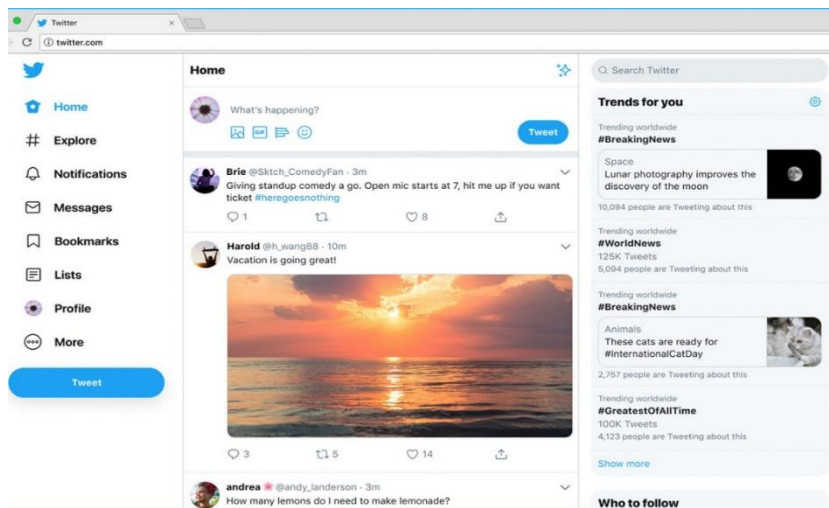 Twitter
twitter.com
Home
Explore
Notifications
Messages
Bookmarks
Lists
Profile
More
Tweet
Home
What's happening?
GIF
Tweet
Brie @Sktch_ComedyFan · 3m
Giving standup comedy a go. Open mic starts at 7, hit me up if you want
ticket #heregoesnothing
1
8
Harold @h_wang88 · 10m
Vacation is going great!
3
5
14
andrea @andy_landerson · 3m
How many lemons do I need to make lemonade?
Search Twitter
Trends for you
Trending worldwide
#BreakingNews
Space
Lunar photography improves the
discovery of the moon
10,094 people are Tweeting about this
Trending worldwide
#WorldNews
125K Tweets
5,094 people are Tweeting about this
Trending worldwide
#BreakingNews
Animals
These cats are ready for
#InternationalCatDay
2,757 people are Tweeting about this
Trending worldwide
#GreatestOfAllTime
100K Tweets
4,123 people are Tweeting about this
Show more
Who to follow